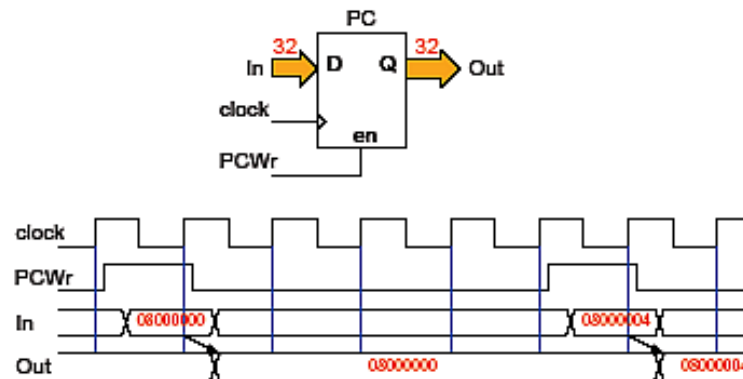 PC
32 32
In D Q Out
clock
en
PCWr
clock
PCWr
In 08000000 08000004
Out 08000000 08000004